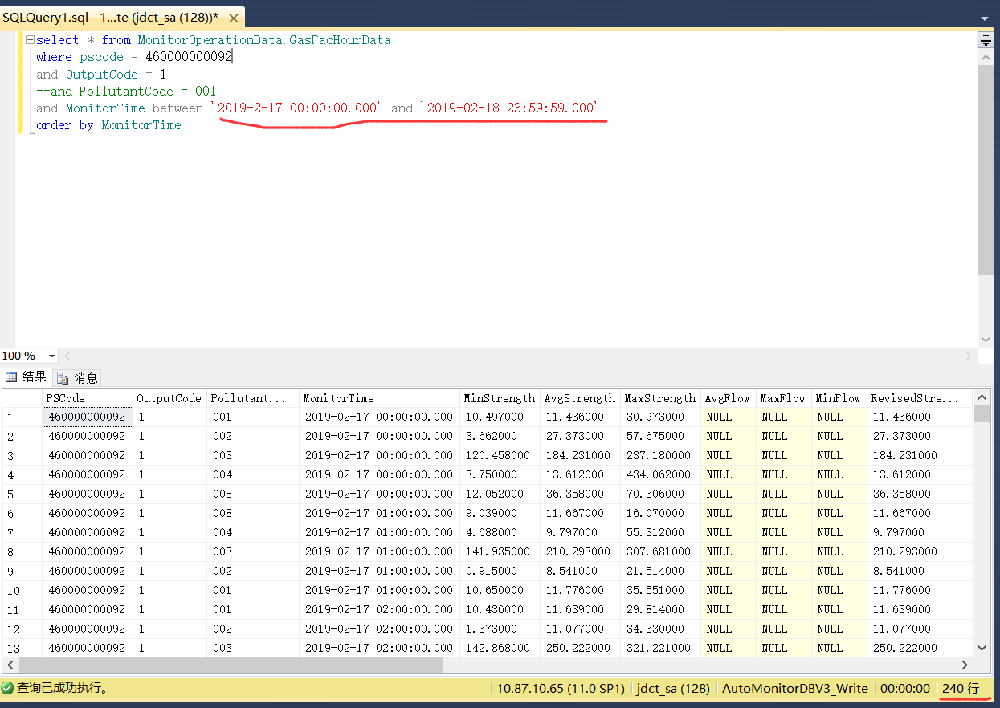 SQLQuery1.sql - 1...te (jdct_sa (128))*
select * from MonitorOperationData.GasFacHourData
where pscode = 460000000092
and OutputCode = 1
--and PollutantCode = 001
and MonitorTime between '2019-2-17 00:00:00.000' and '2019-02-18 23:59:59.000'
order by MonitorTime
100 %
结果 消息
PSCode OutputCode Pollutant... MonitorTime MinStrength AvgStrength MaxStrength AvgFlow MaxFlow MinFlow RevisedStre...
1 460000000092 1 001 2019-02-17 00:00:00.000 10.497000 11.436000 30.973000 NULL NULL NULL 11.436000
2 460000000092 1 002 2019-02-17 00:00:00.000 3.662000 27.373000 57.675000 NULL NULL NULL 27.373000
3 460000000092 1 003 2019-02-17 00:00:00.000 120.458000 184.231000 237.180000 NULL NULL NULL 184.231000
4 460000000092 1 004 2019-02-17 00:00:00.000 3.750000 13.612000 434.062000 NULL NULL NULL 13.612000
5 460000000092 1 008 2019-02-17 00:00:00.000 12.052000 36.358000 70.306000 NULL NULL NULL 36.358000
6 460000000092 1 008 2019-02-17 01:00:00.000 9.039000 11.667000 16.070000 NULL NULL NULL 11.667000
7 460000000092 1 004 2019-02-17 01:00:00.000 4.688000 9.797000 55.312000 NULL NULL NULL 9.797000
8 460000000092 1 003 2019-02-17 01:00:00.000 141.935000 210.293000 307.681000 NULL NULL NULL 210.293000
9 460000000092 1 002 2019-02-17 01:00:00.000 0.915000 8.541000 21.514000 NULL NULL NULL 8.541000
10 460000000092 1 001 2019-02-17 01:00:00.000 10.650000 11.776000 35.551000 NULL NULL NULL 11.776000
11 460000000092 1 001 2019-02-17 02:00:00.000 10.436000 11.639000 29.814000 NULL NULL NULL 11.639000
12 460000000092 1 002 2019-02-17 02:00:00.000 1.373000 11.077000 34.330000 NULL NULL NULL 11.077000
13 460000000092 1 003 2019-02-17 02:00:00.000 142.868000 250.222000 321.221000 NULL NULL NULL 250.222000
查询已成功执行。 10.87.10.65 (11.0 SP1) jdct_sa (128) AutoMonitorDBV3_Write 00:00:00 240 行